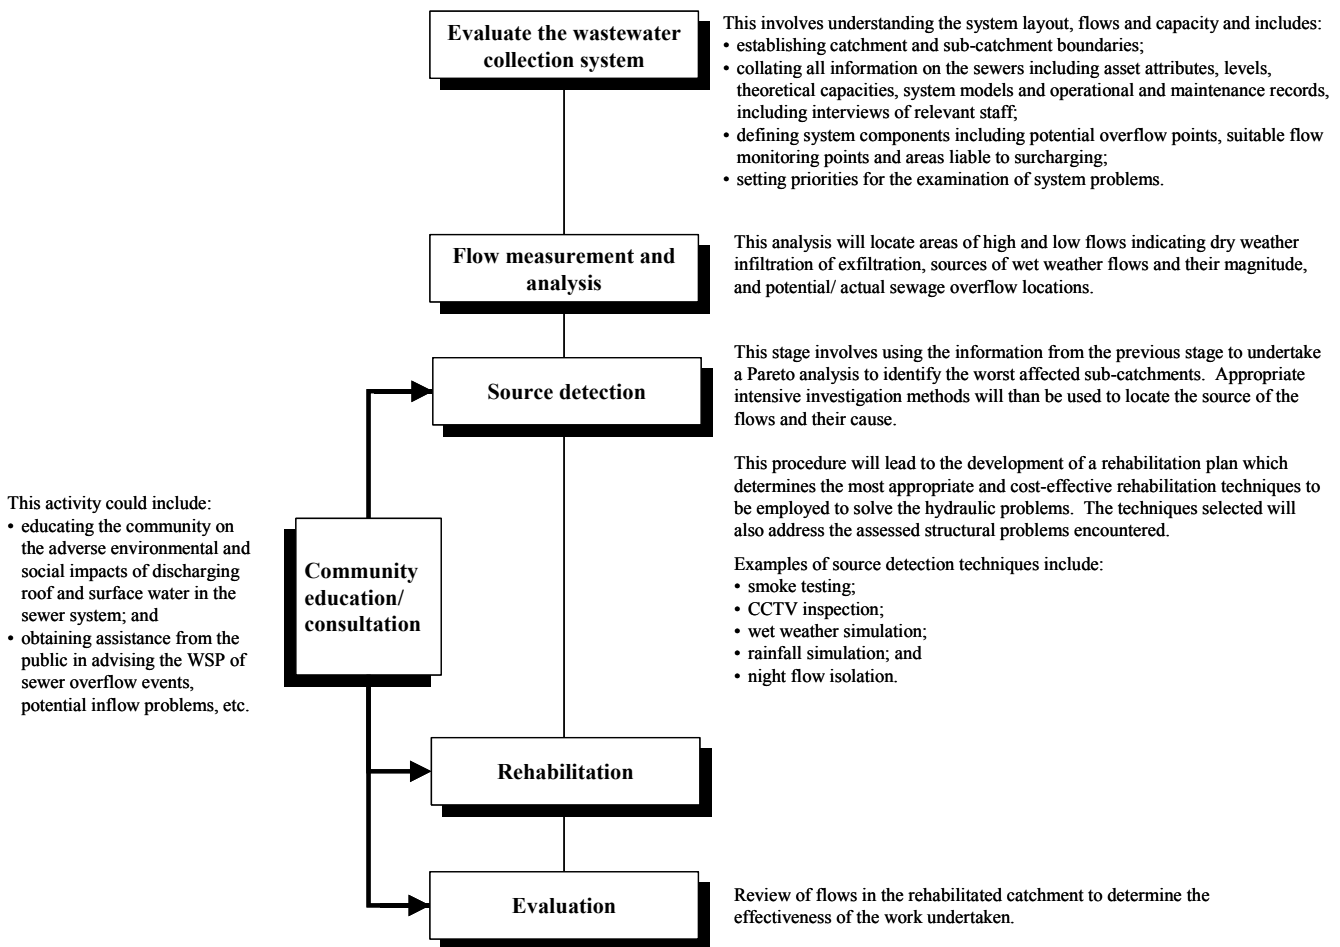 Evaluate the wastewater
collection system
This involves understanding the system layout, flows and capacity and includes:
• establishing catchment and sub-catchment boundaries;
• collating all information on the sewers including asset attributes, levels,
theoretical capacities, system models and operational and maintenance records,
including interviews of relevant staff;
• defining system components including potential overflow points, suitable flow
monitoring points and areas liable to surcharging;
• setting priorities for the examination of system problems.
Flow measurement and
analysis
This analysis will locate areas of high and low flows indicating dry weather
infiltration of exfiltration, sources of wet weather flows and their magnitude,
and potential/ actual sewage overflow locations.
Source detection
This stage involves using the information from the previous stage to undertake
a Pareto analysis to identify the worst affected sub-catchments. Appropriate
intensive investigation methods will than be used to locate the source of the
flows and their cause.
This procedure will lead to the development of a rehabilitation plan which
determines the most appropriate and cost-effective rehabilitation techniques to
be employed to solve the hydraulic problems. The techniques selected will
also address the assessed structural problems encountered.
Examples of source detection techniques include:
• smoke testing;
• CCTV inspection;
• wet weather simulation;
• rainfall simulation; and
• night flow isolation.
This activity could include:
• educating the community on
the adverse environmental and
social impacts of discharging
roof and surface water in the
sewer system; and
• obtaining assistance from the
public in advising the WSP of
sewer overflow events,
potential inflow problems, etc.
Community
education/
consultation
Rehabilitation
Evaluation
Review of flows in the rehabilitated catchment to determine the
effectiveness of the work undertaken.